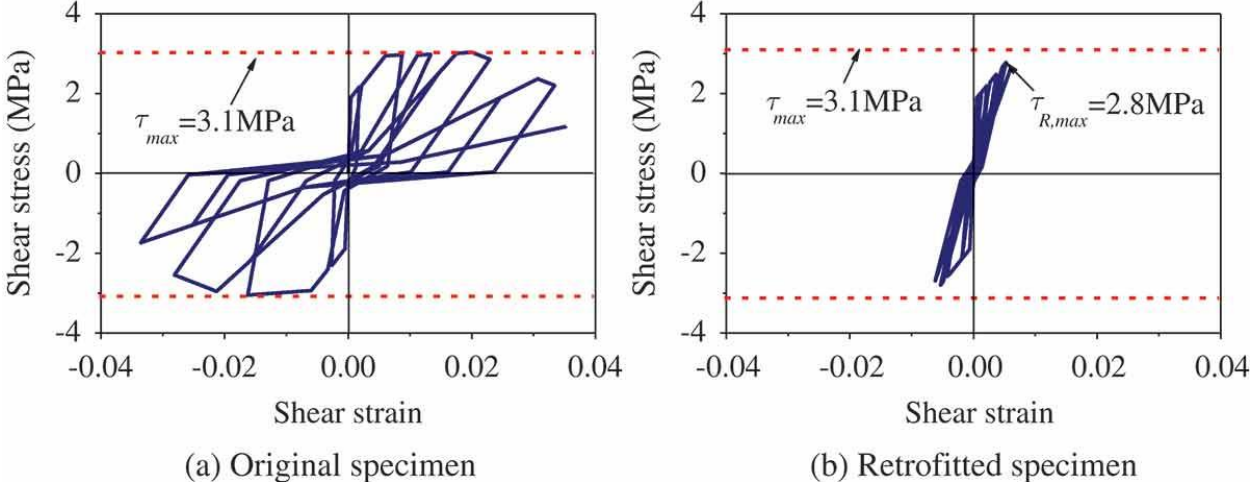 Shear stress (MPa)
4
2
0
-2
-4
τmax=3.1MPa
-0.04 -0.02 0.00 0.02 0.04
Shear strain
(a) Original specimen
Shear stress (MPa)
4
2
0
-2
-4
τmax=3.1MPa
τR,max=2.8MPa
-0.04 -0.02 0.00 0.02 0.04
Shear strain
(b) Retrofitted specimen